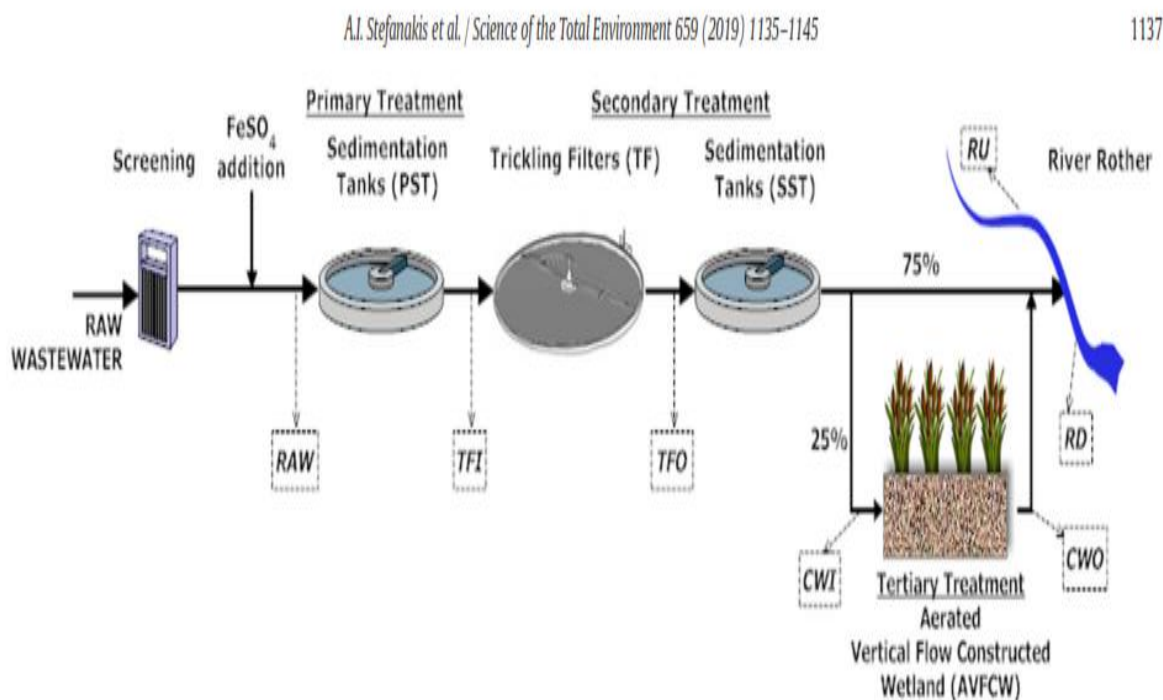 A.I. Stefanakis et al. / Science of the Total Environment 659 (2019) 1135–1145
1137
Primary Treatment
Secondary Treatment
FeSO4
addition
Screening
Sedimentation
Tanks (PST)
Trickling Filters (TF)
Sedimentation
Tanks (SST)
RU
River Rother
75%
RAW
WASTEWATER
25%
RAW
TFI
TFO
RD
CWI
CWO
Tertiary Treatment
Aerated
Vertical Flow Constructed
Wetland (AVFCW)